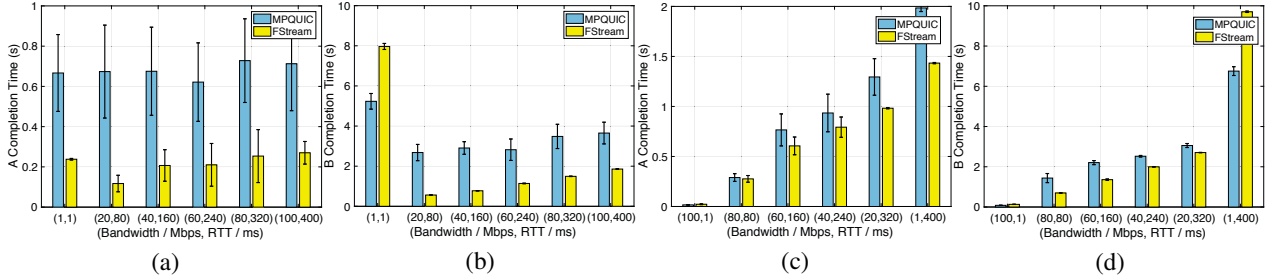 MPQUIC
FStream
A Completion Time (s)
1
0.8
0.6
0.4
0.2
0
(1,1) (20,80) (40,160) (60,240) (80,320) (100,400)
(Bandwidth / Mbps, RTT / ms)
(a)
MPQUIC
FStream
B Completion Time (s)
10
8
6
4
2
0
(1,1) (20,80) (40,160) (60,240) (80,320) (100,400)
(Bandwidth / Mbps, RTT / ms)
(b)
MPQUIC
FStream
A Completion Time (s)
2
1.5
1
0.5
0
(100,1) (80,80) (60,160) (40,240) (20,320) (1,400)
(Bandwidth / Mbps, RTT / ms)
(c)
MPQUIC
FStream
B Completion Time (s)
10
8
6
4
2
0
(100,1) (80,80) (60,160) (40,240) (20,320) (1,400)
(Bandwidth / Mbps, RTT / ms)
(d)